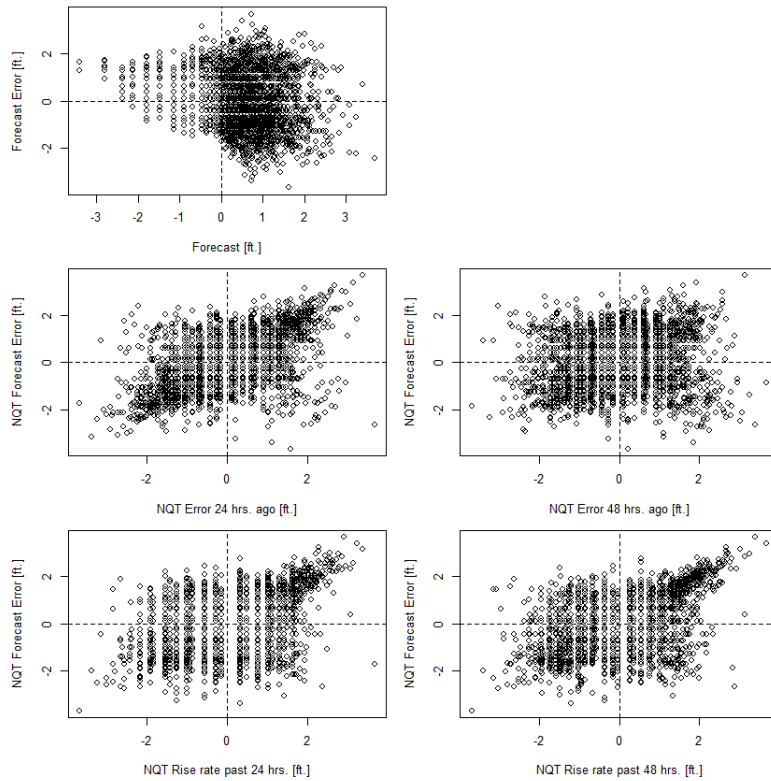 Forecast Error [ft.]
2
0
-2
-3 -2 -1 0 1 2 3
Forecast [ft.]
NQT Forecast Error [ft.]
2
0
-2
-2 0 2
NQT Error 24 hrs. ago [ft.]
NQT Forecast Error [ft.]
2
0
-2
-2 0 2
NQT Error 48 hrs. ago [ft.]
NQT Forecast Error [ft.]
2
0
-2
-2 0 2
NQT Rise rate past 24 hrs. [ft.]
NQT Forecast Error [ft.]
2
0
-2
-2 0 2
NQT Rise rate past 48 hrs. [ft.]